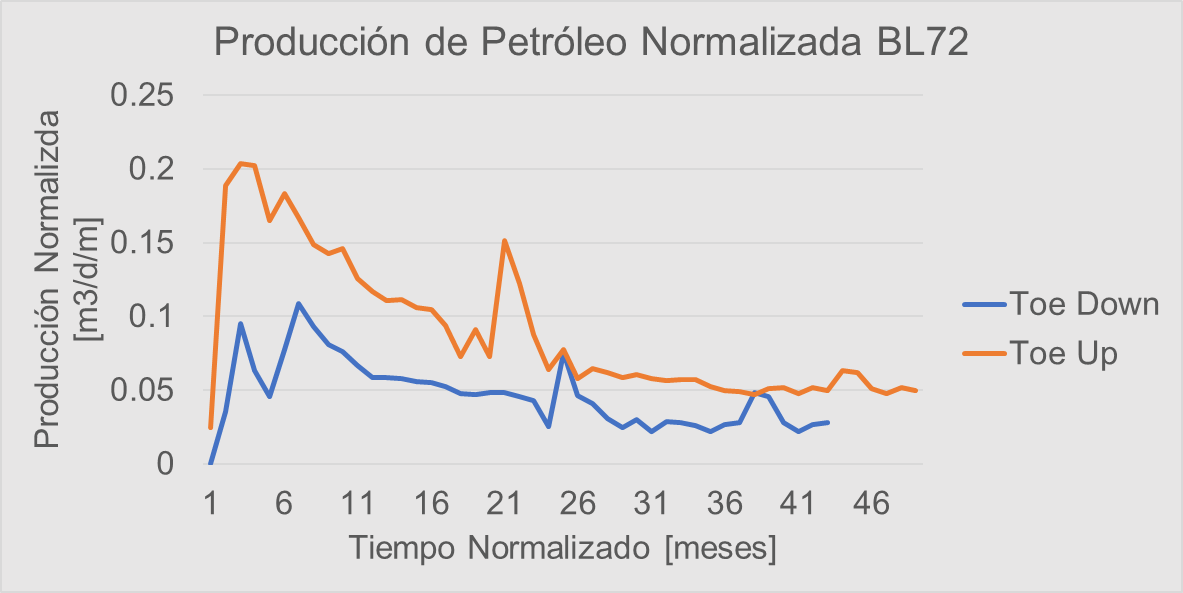 Producción de Petróleo Normalizada BL72
Producción Normalizda
[m3/d/m]
0.25
0.2
0.15
0.1
0.05
0
1 6 11 16 21 26 31 36 41 46
Tiempo Normalizado [meses]
Toe Down
Toe Up